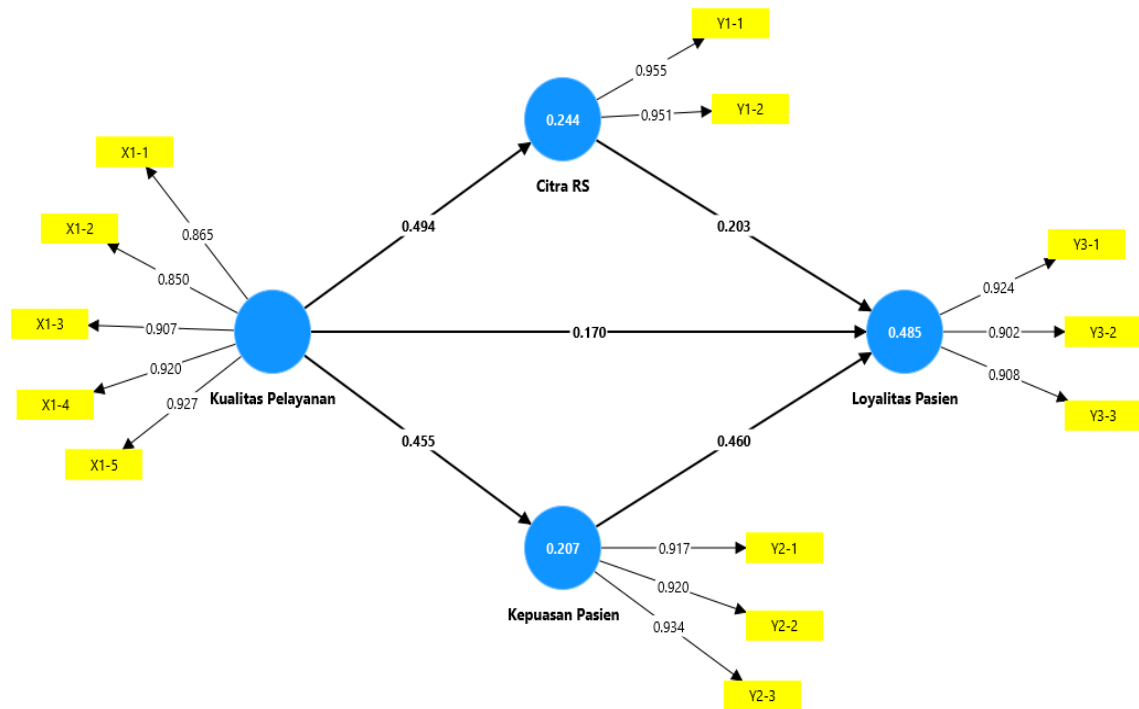 Y1-1
0.955
Y1-2
0.951
0.244
Citra RS
X1-1
X1-2
X1-3
X1-4
X1-5
0.865
0.850
0.907
0.920
0.927
Kualitas Pelayanan
0.494
0.203
0.170
0.455
0.460
0.485
Loyalitas Pasien
Y3-1
0.924
Y3-2
0.902
Y3-3
0.908
0.207
Kepuasan Pasien
0.917
Y2-1
0.920
Y2-2
0.934
Y2-3